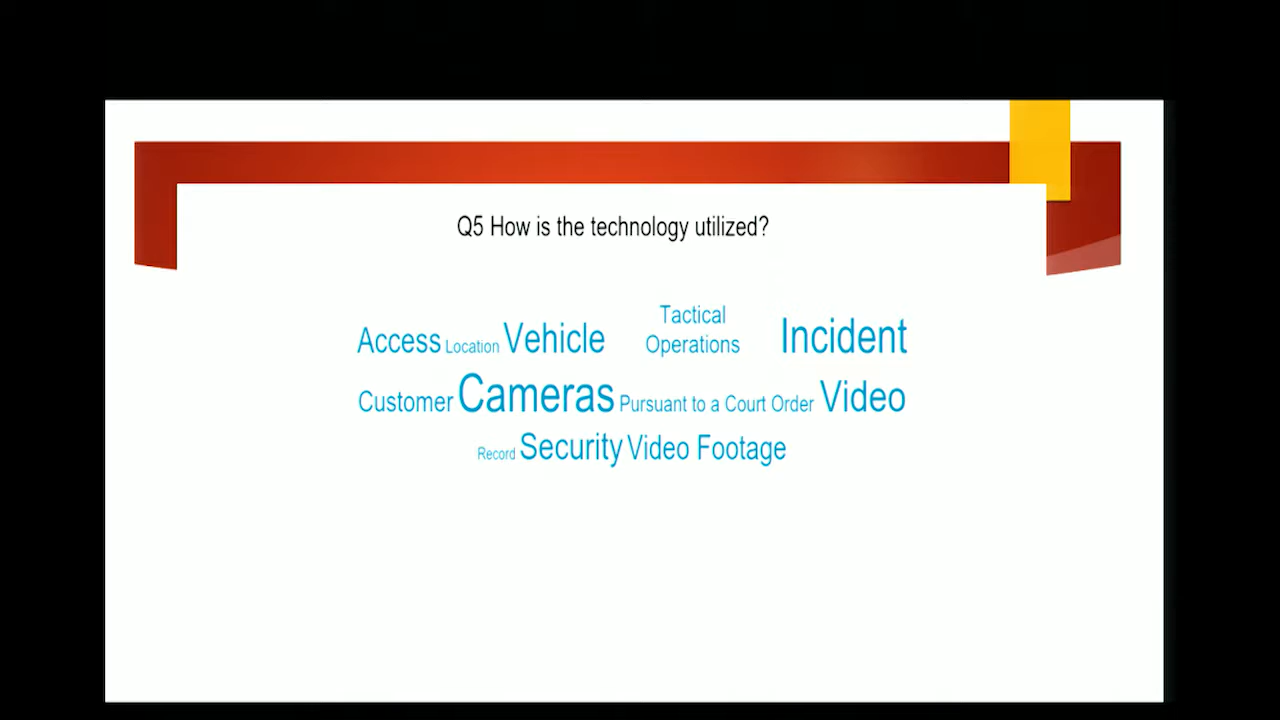 Q5 How is the technology utilized?
Access Location Vehicle Tactical Operations Incident
Customer Cameras Pursuant to a Court Order Video
Record Security Video Footage